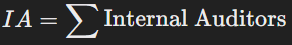 IA = ∑ Internal Auditors